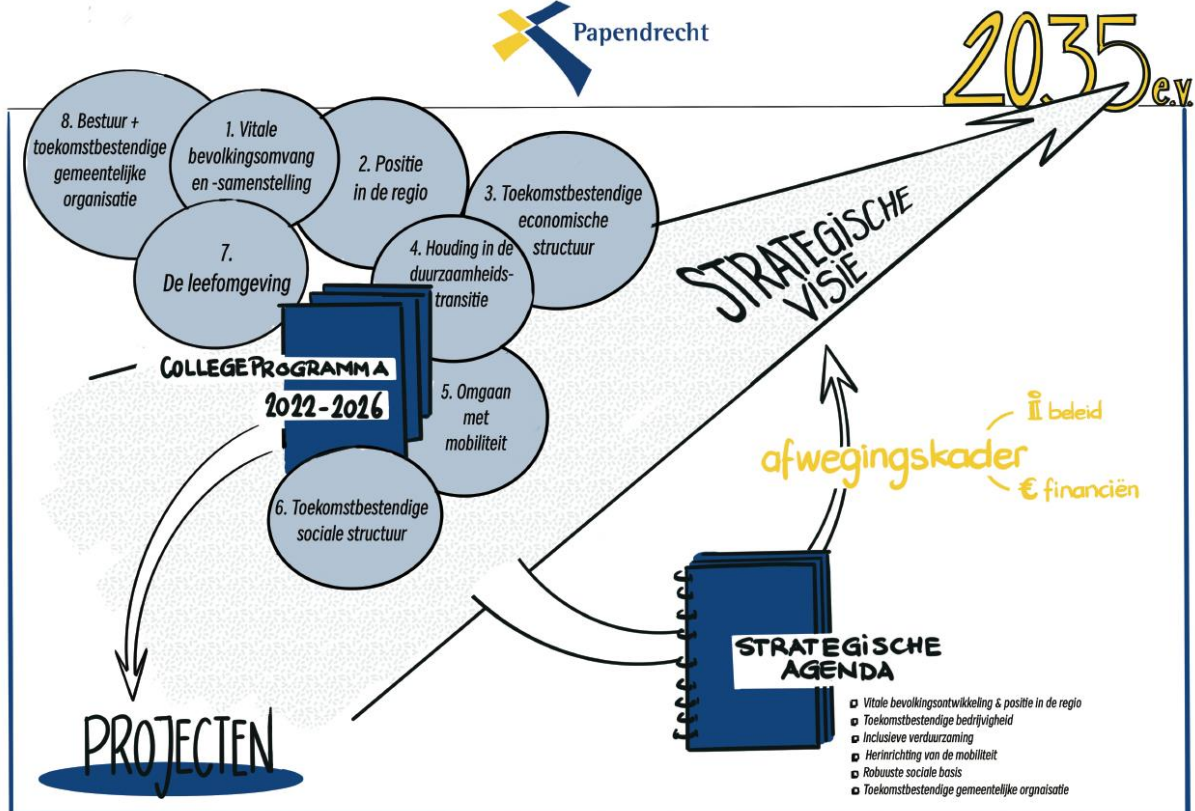 Papendrecht
2035 e.v.
8. Bestuur +
toekomstbestendige
gemeentelijke
organisatie
1. Vitale
bevolkingsomvang
en -samenstelling
2. Positie
in de regio
3. Toekomstbestendige
economische
structuur
7.
De leefomgeving
4. Houding in de
duurzaamheids-
transitie
STRATEGISCHE
VISIE
COLLEGEPROGRAMMA
2022-2026
5. Omgaan
met
mobiliteit
6. Toekomstbestendige
sociale structuur
afwegingskader
beleid
€ financiën
PROJECTEN
STRATEGISCHE
AGENDA
Vitale bevolkingsontwikkeling & positie in de regio
Toekomstbestendige bedrijvigheid
Inclusieve verduurzaming
Herinrichting van de mobiliteit
Robuuste sociale basis
Toekomstbestendige gemeentelijke orgnaisatie